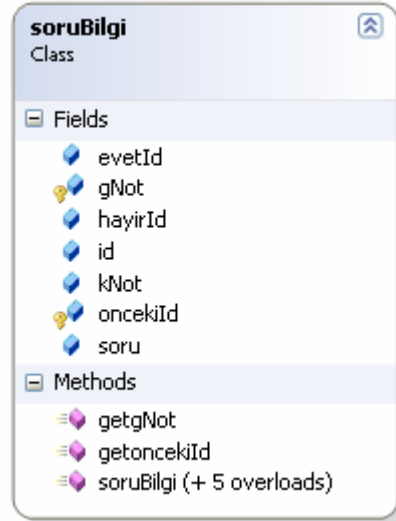 soruBilgi
Class
Fields
evetId
gNot
hayirId
id
kNot
oncekiId
soru
Methods
getgNot
getoncekiId
soruBilgi (+ 5 overloads)